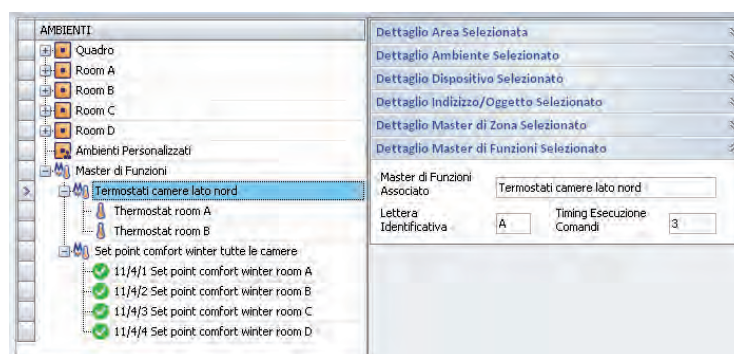 AMBIENTI
Quadro
Room A
Room B
Room C
Room D
Ambienti Personalizzati
Master di Funzioni
Termostati camere lato nord
Thermostat room A
Thermostat room B
Set point comfort winter tutte le camere
11/4/1 Set point comfort winter room A
11/4/2 Set point comfort winter room B
11/4/3 Set point comfort winter room C
11/4/4 Set point comfort winter room D
Dettaglio Area Selezionata
Dettaglio Ambiente Selezionato
Dettaglio Dispositivo Selezionato
Dettaglio Indizizzo/Oggetto Selezionato
Dettaglio Master di Zona Selezionato
Dettaglio Master di Funzioni Selezionato
Master di Funzioni
Associato
Termostati camere lato nord
Lettera
Identificativa
A
Timing Esecuzione
Comandi
3